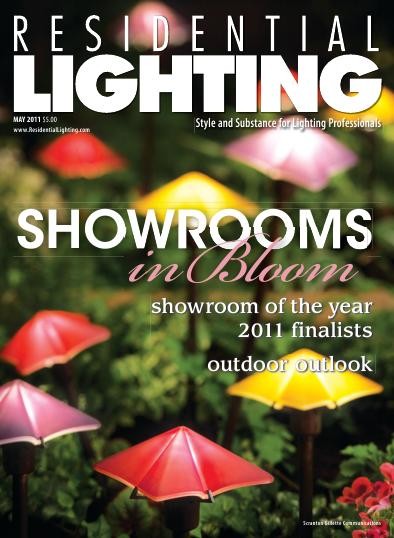 RESIDENTIAL
LIGHTING
MAY 2011 $5.00
www.ResidentialLighting.com
Style and Substance for Lighting Professionals
SHOWROOMS
in Bloom
showroom of the year
2011 finalists
outdoor outlook
Scranton Gillette Communications